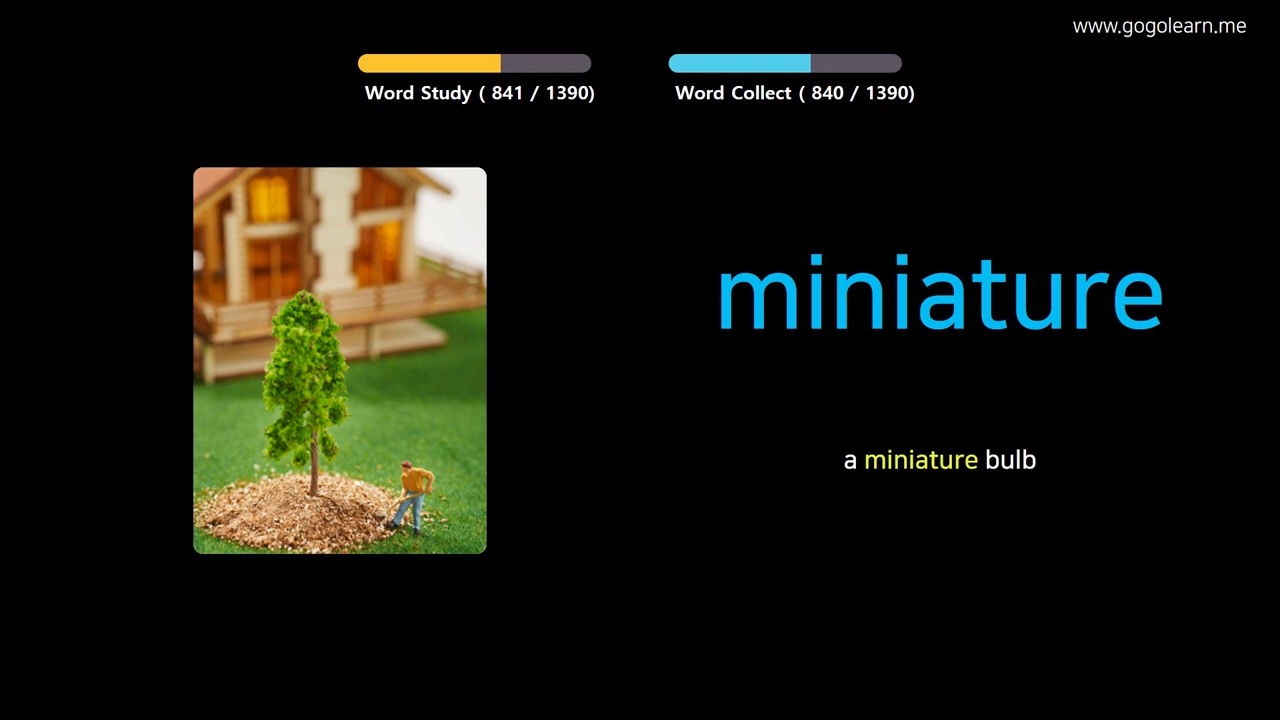 www.gogolearn.me
Word Study ( 841 / 1390)
Word Collect ( 840 / 1390)
miniature
a miniature bulb